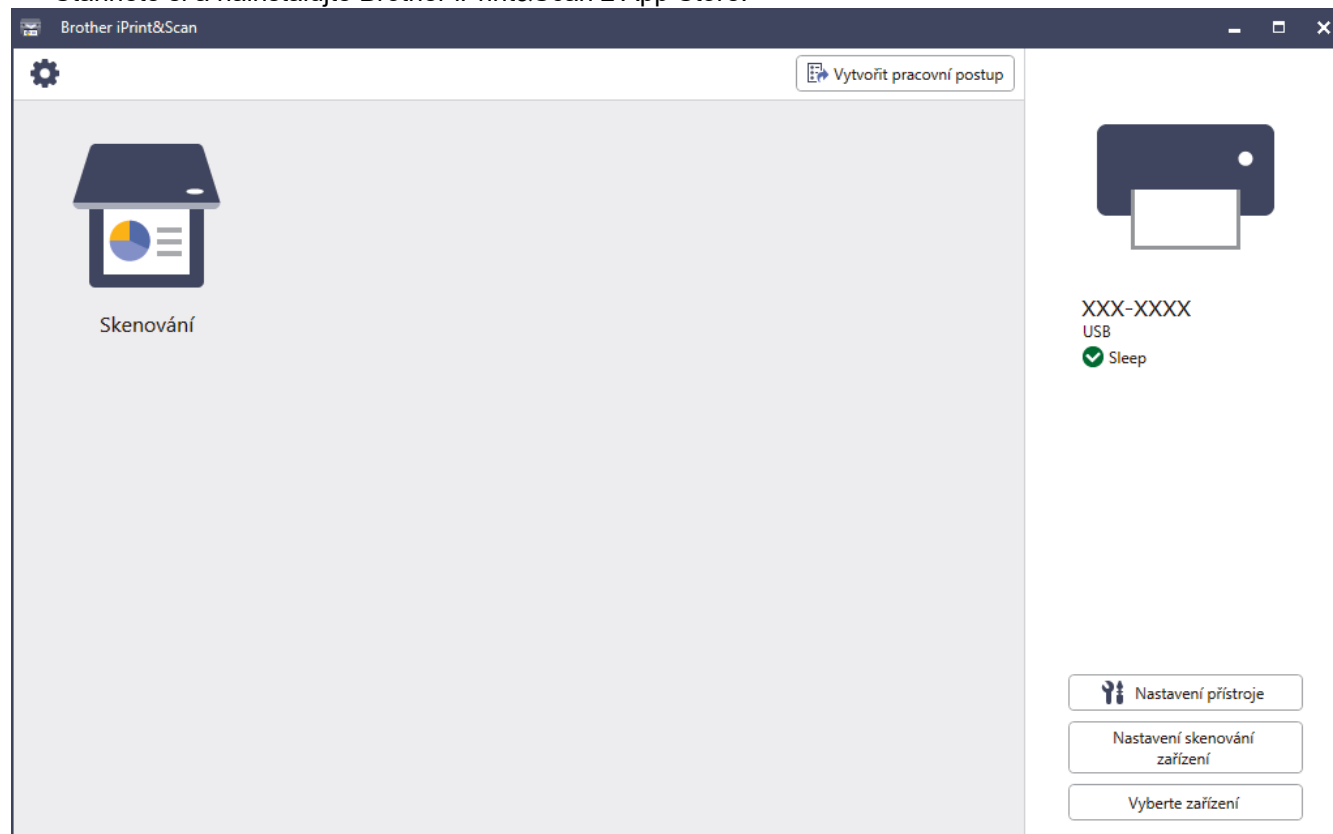 Brother iPrint&Scan
Vytvořit pracovní postup
Skenování
XXX-XXXX
USB
Sleep
Nastavení přístroje
Nastavení skenování
zařízení
Vyberte zařízení